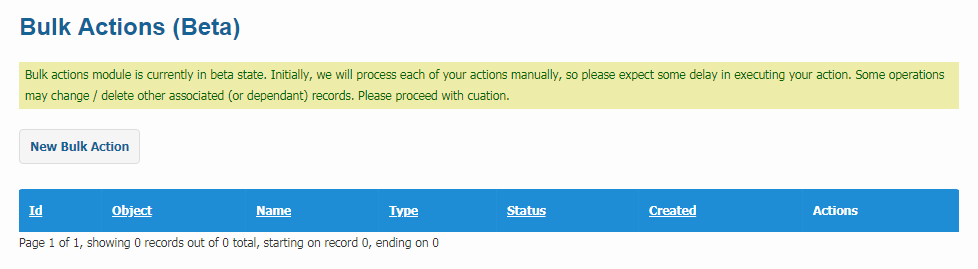 Bulk Actions (Beta)
Bulk actions module is currently in beta state. Initially, we will process each of your actions manually, so please expect some delay in executing your action. Some operations
may change / delete other associated (or dependant) records. Please proceed with cuation.
New Bulk Action
Id Object Name Type Status Created Actions
Page 1 of 1, showing 0 records out of 0 total, starting on record 0, ending on 0